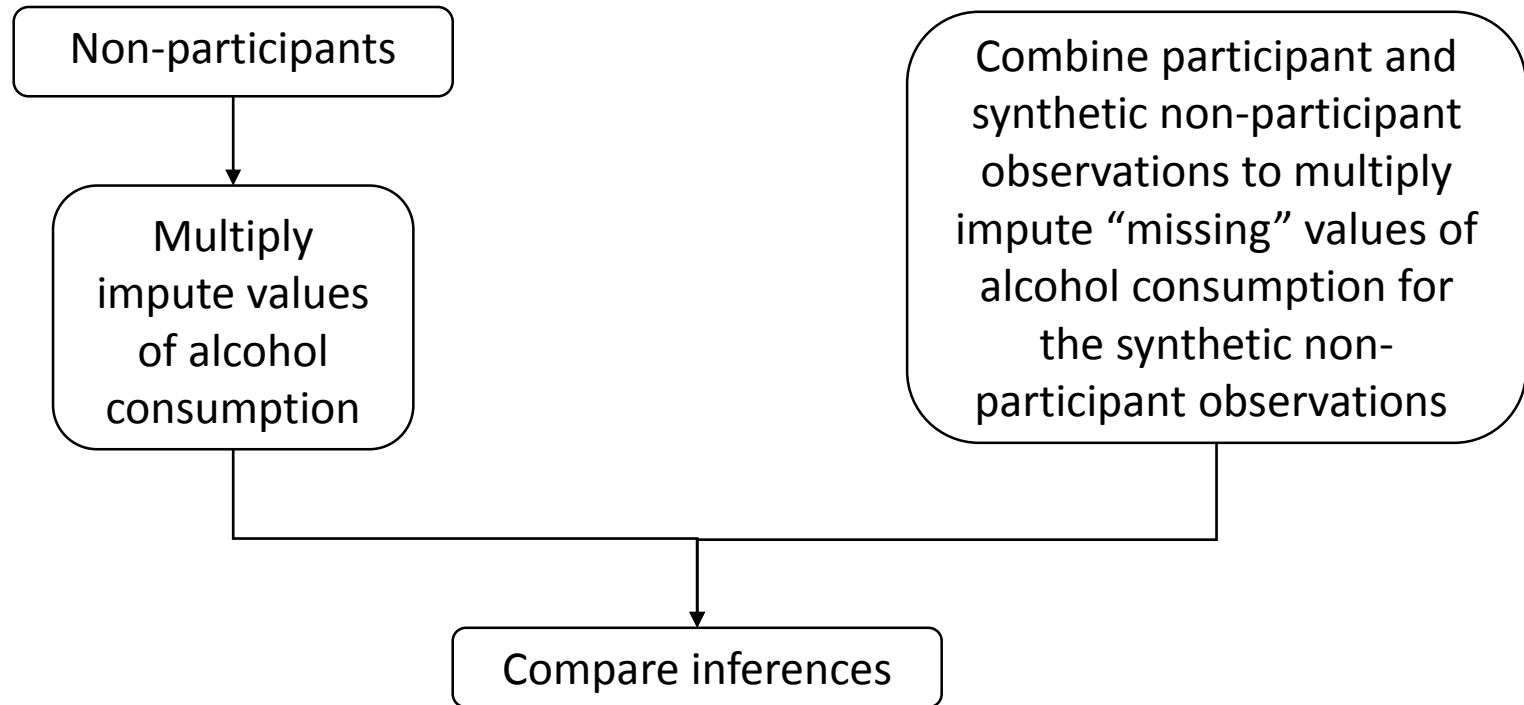 Non-participants
Multiply
impute values
of alcohol
consumption
Combine participant and
synthetic non-participant
observations to multiply
impute “missing” values of
alcohol consumption for
the synthetic non-
participant observations
Compare inferences